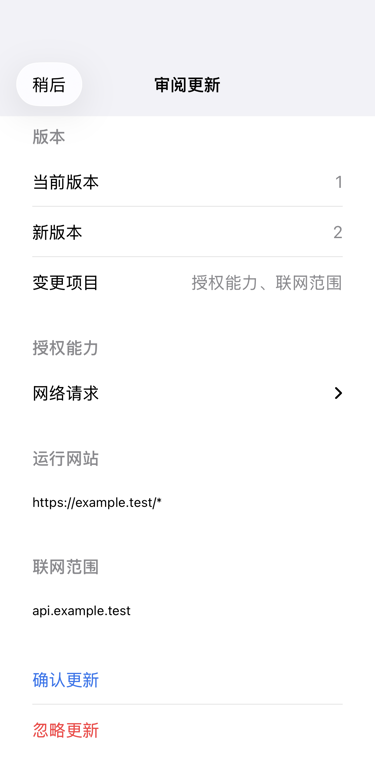 稍后
审阅更新
版本
当前版本 1
新版本 2
变更项目 授权能力、联网范围
授权能力
网络请求
运行网站
https://example.test/*
联网范围
api.example.test
确认更新
忽略更新